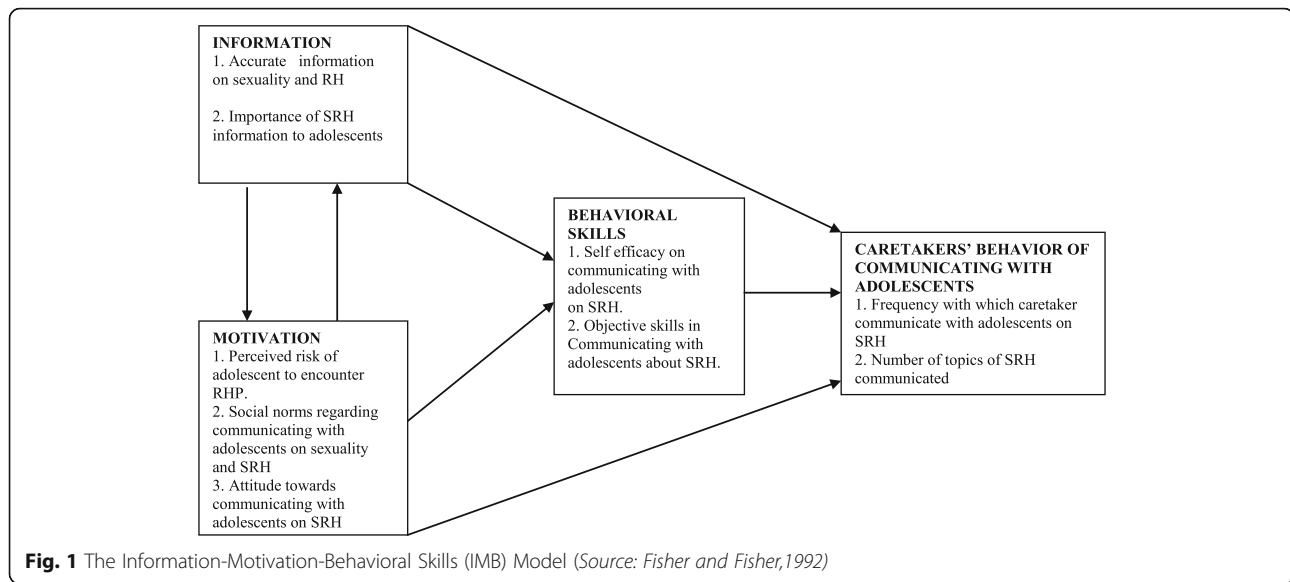 INFORMATION
1. Accurate information
on sexuality and RH
2. Importance of SRH
information to adolescents
MOTIVATION
1. Perceived risk of
adolescent to encounter
RHP.
2. Social norms regarding
communicating with
adolescents on sexuality
and SRH
3. Attitude towards
communicating with
adolescents on SRH
BEHAVIORAL
SKILLS
1. Self efficacy on
communicating with
adolescents
on SRH.
2. Objective skills in
Communicating with
adolescents about SRH.
CARETAKERS' BEHAVIOR OF
COMMUNICATING WITH
ADOLESCENTS
1. Frequency with which caretaker
communicate with adolescents on
SRH
2. Number of topics of SRH
communicated
Fig. 1 The Information-Motivation-Behavioral Skills (IMB) Model (Source: Fisher and Fisher,1992)